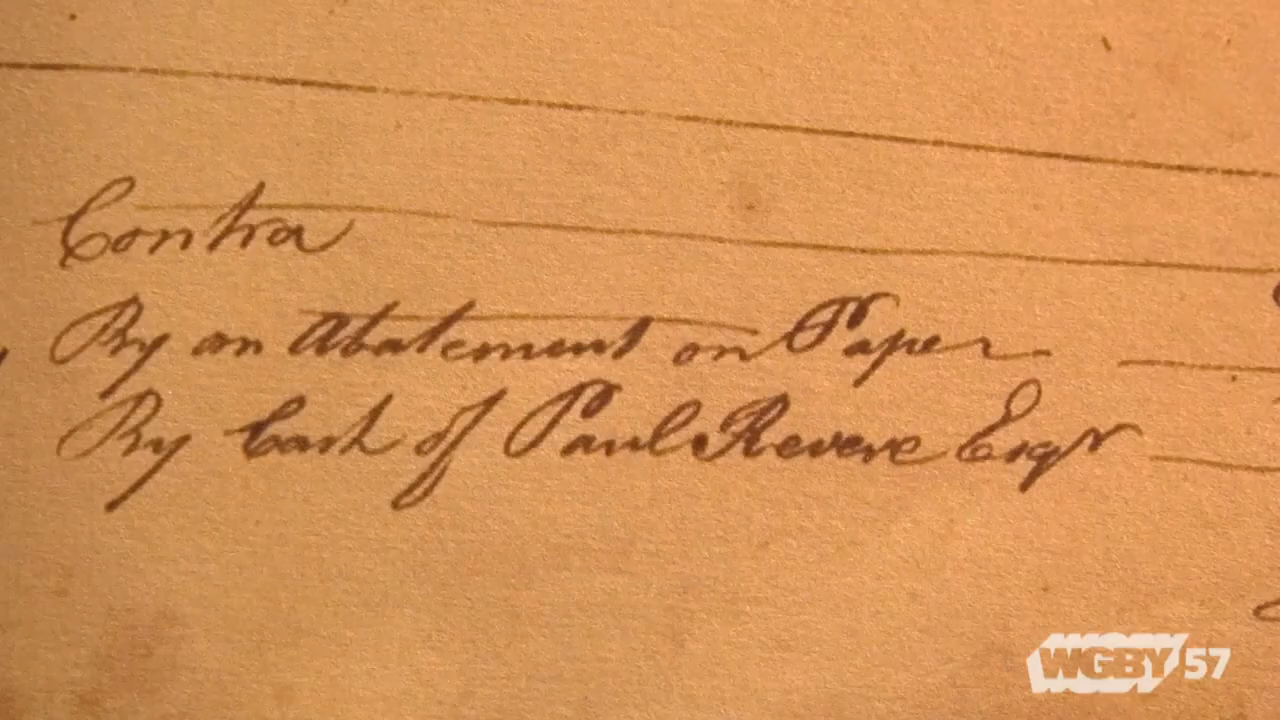 Contra
By an Abatement on Paper
By Cash of Paul Revere Esqr
WGBY 57